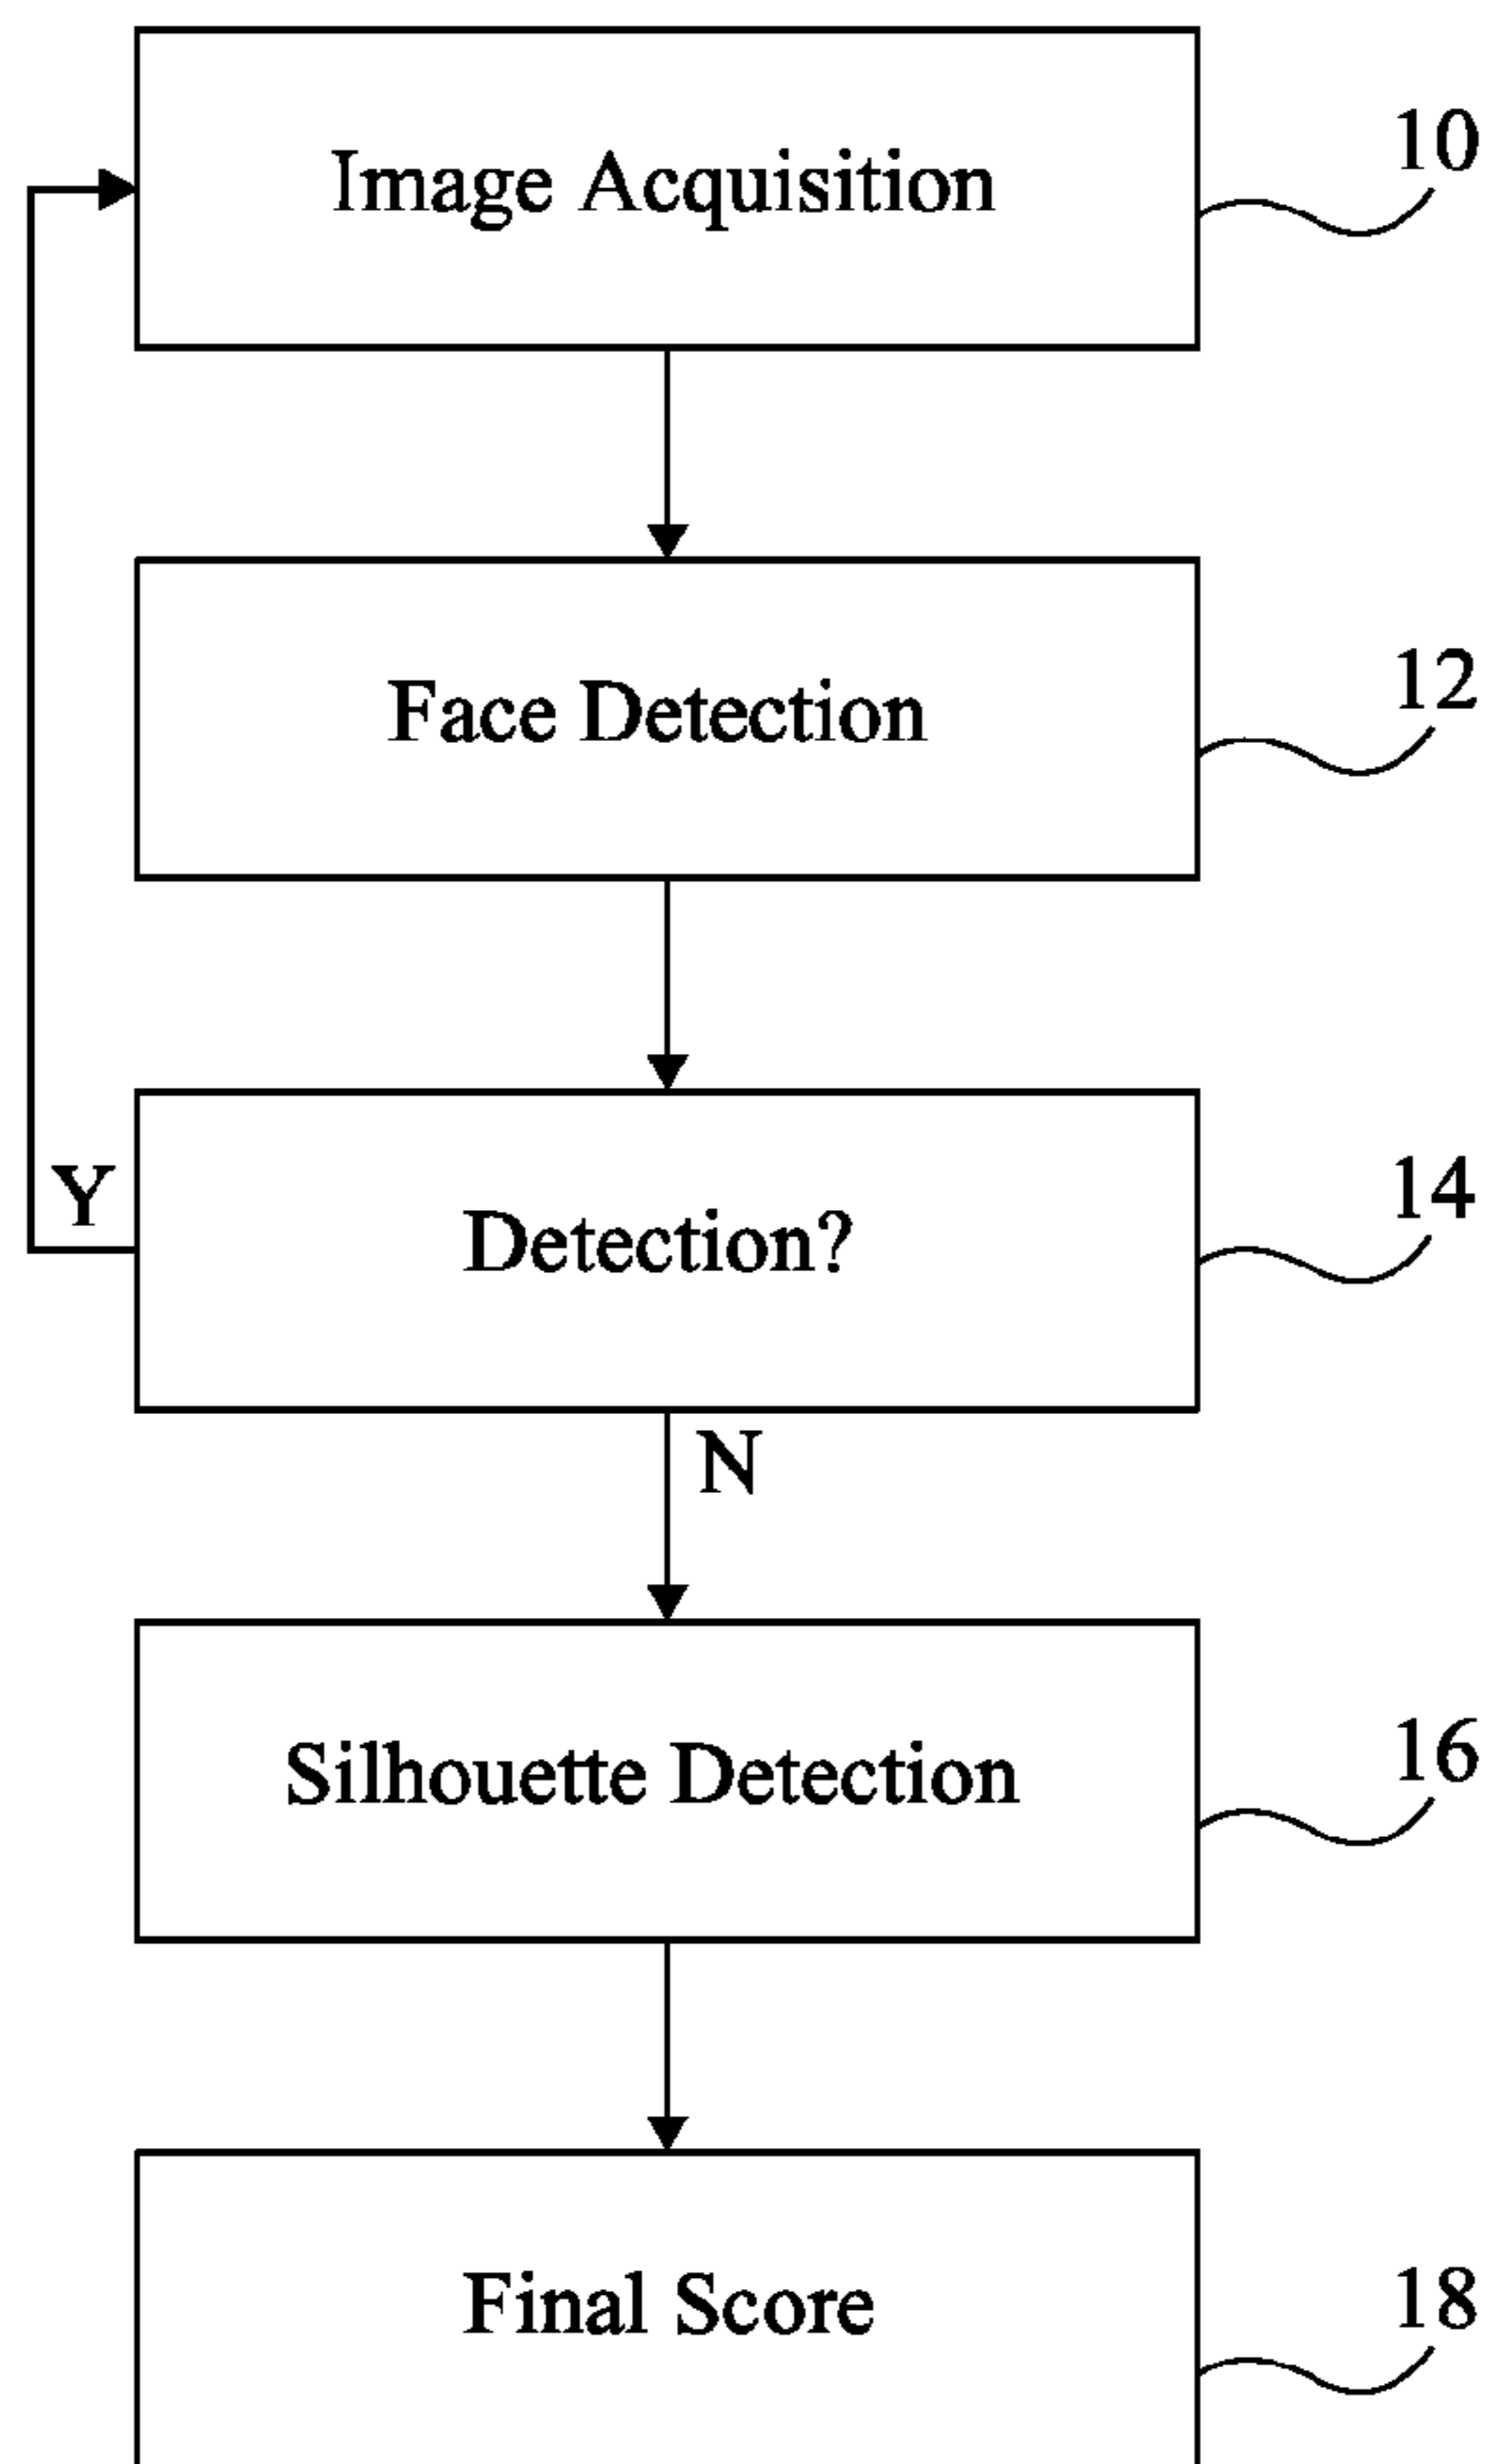 Image Acquisition
10
Face Detection
12
Detection?
14
Y
N
Silhouette Detection
16
Final Score
18